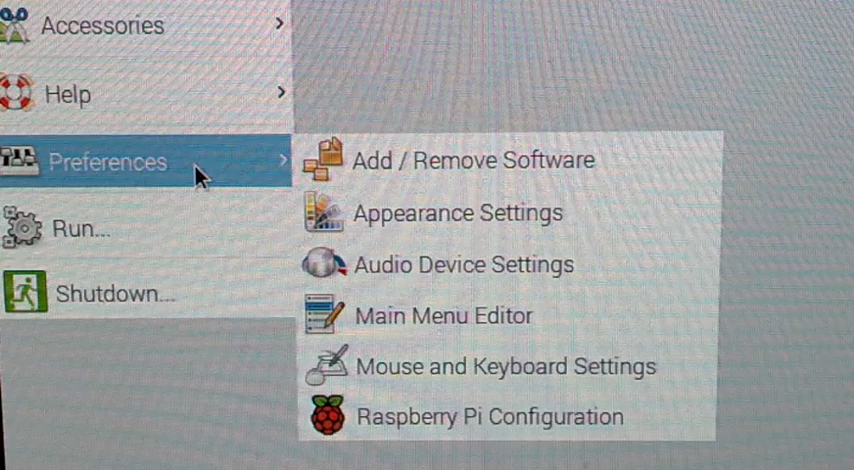 Accessories
Help
Preferences
Run...
Shutdown...
Add / Remove Software
Appearance Settings
Audio Device Settings
Main Menu Editor
Mouse and Keyboard Settings
Raspberry Pi Configuration